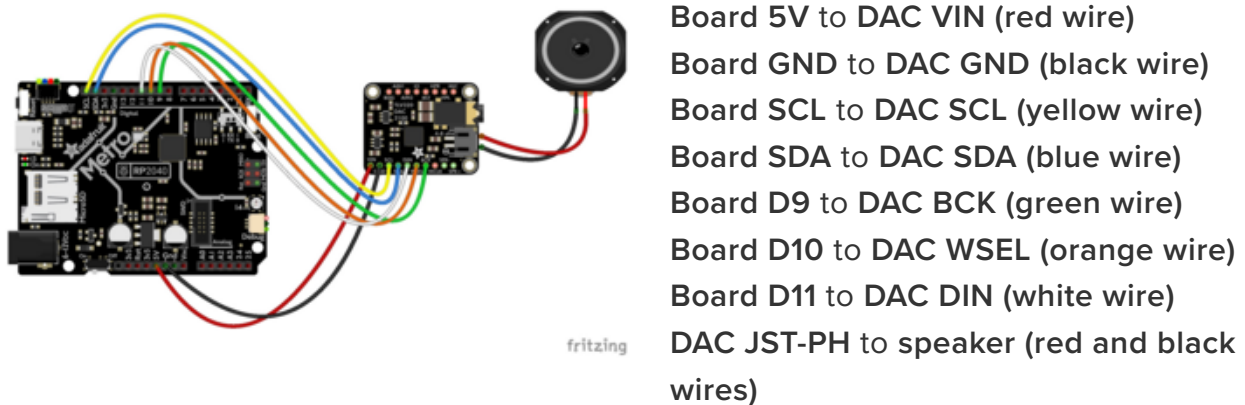 Board 5V to DAC VIN (red wire)
Board GND to DAC GND (black wire)
Board SCL to DAC SCL (yellow wire)
Board SDA to DAC SDA (blue wire)
Board D9 to DAC BCK (green wire)
Board D10 to DAC WSEL (orange wire)
Board D11 to DAC DIN (white wire)
DAC JST-PH to speaker (red and black
wires)
Metro
RP2040
fritzing